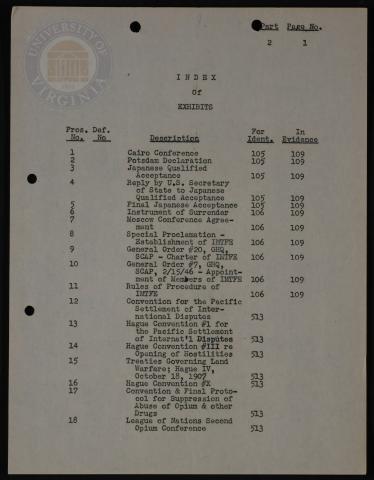 UNIVERSITY OF VIRGINIA
Part Page No.
2 1
I N D E X
Of
EXHIBITS
Pros. Def. For In
No. No Description Ident. Evidence
1 Cairo Conference 105 109
2 Potsdam Declaration 105 109
3 Japanese Qualified
Acceptance 105 109
4 Reply by U.S. Secretary
of State to Japanese
Qualified Acceptance 105 109
5 Final Japanese Acceptance 105 109
6 Instrument of Surrender 106 109
7 Moscow Conference Agree-
ment 106 109
8 Special Proclamation -
Establishment of IMTFE 106 109
9 General Order #20, GHQ,
SCAP - Charter of IMTFE 106 109
10 General Order #7, GHQ,
SCAP, 2/15/46 - Appoint-
ment of Members of IMTFE 106 109
11 Rules of Procedure of
IMTFE 106 109
12 Convention for the Pacific
Settlement of Inter-
national Disputes 513
13 Hague Convention #1 for
the Pacific Settlement
of Internat'l Disputes 513
14 Hague Convention #III re
Opening of Hostilities 513
15 Treaties Governing Land
Warfare; Hague IV,
October 18, 1907 513
16 Hague Convention #X 513
17 Convention & Final Proto-
col for Suppression of
Abuse of Opium & other
Drugs 513
18 League of Nations Second
Opium Conference 513